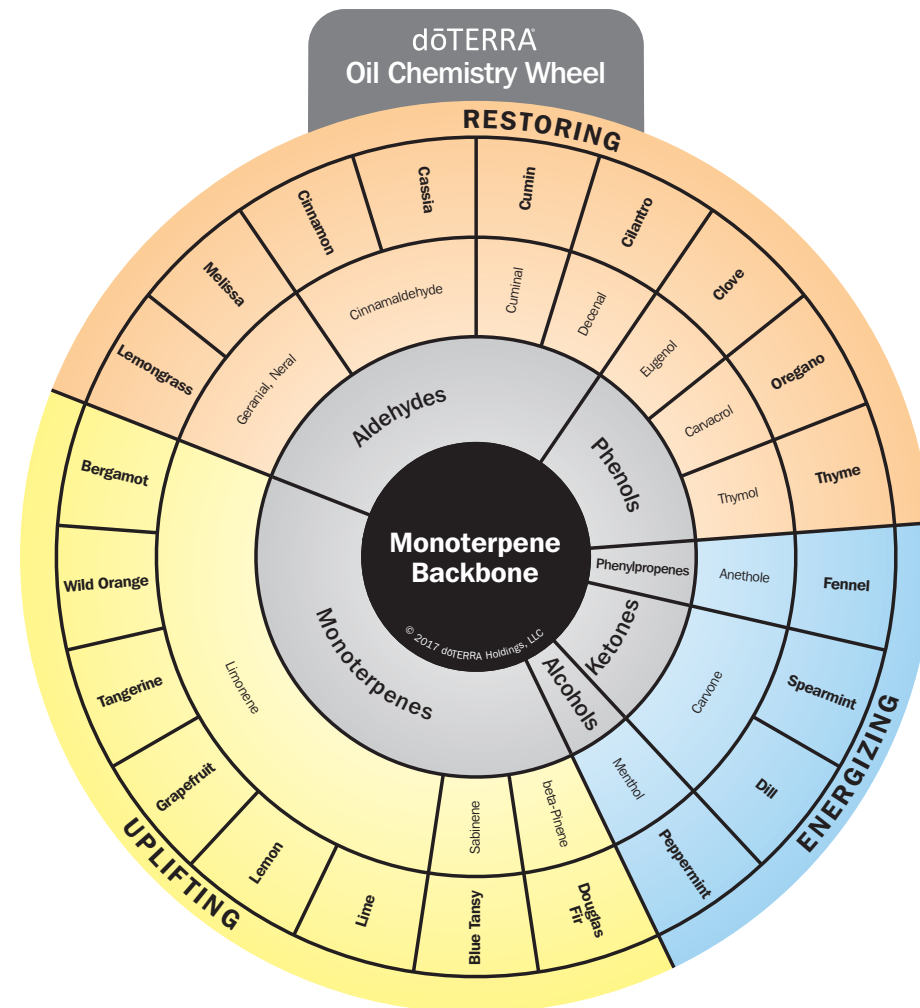 dōTERRA®
Oil Chemistry Wheel
RESTORING
Lemongrass
Melissa
Cinnamon
Cassia
Cumin
Cilantro
Clove
Oregano
Thyme
Geranial, Neral
Cinnamaldehyde
Cuminal
Decenal
Eugenol
Carvacrol
Thymol
Aldehydes
Phenols
Monoterpene
Backbone
© 2017 dōTERRA Holdings, LLC
Phenylpropenes
Ketones
Alcohols
Monoterpenes
Anethole
Carvone
Menthol
Fennel
Spearmint
Dill
Peppermint
ENERGIZING
Limonene
Sabinene
beta-Pinene
Bergamot
Wild Orange
Tangerine
Grapefruit
Lemon
Lime
Blue Tansy
Douglas
Fir
UPLIFTING